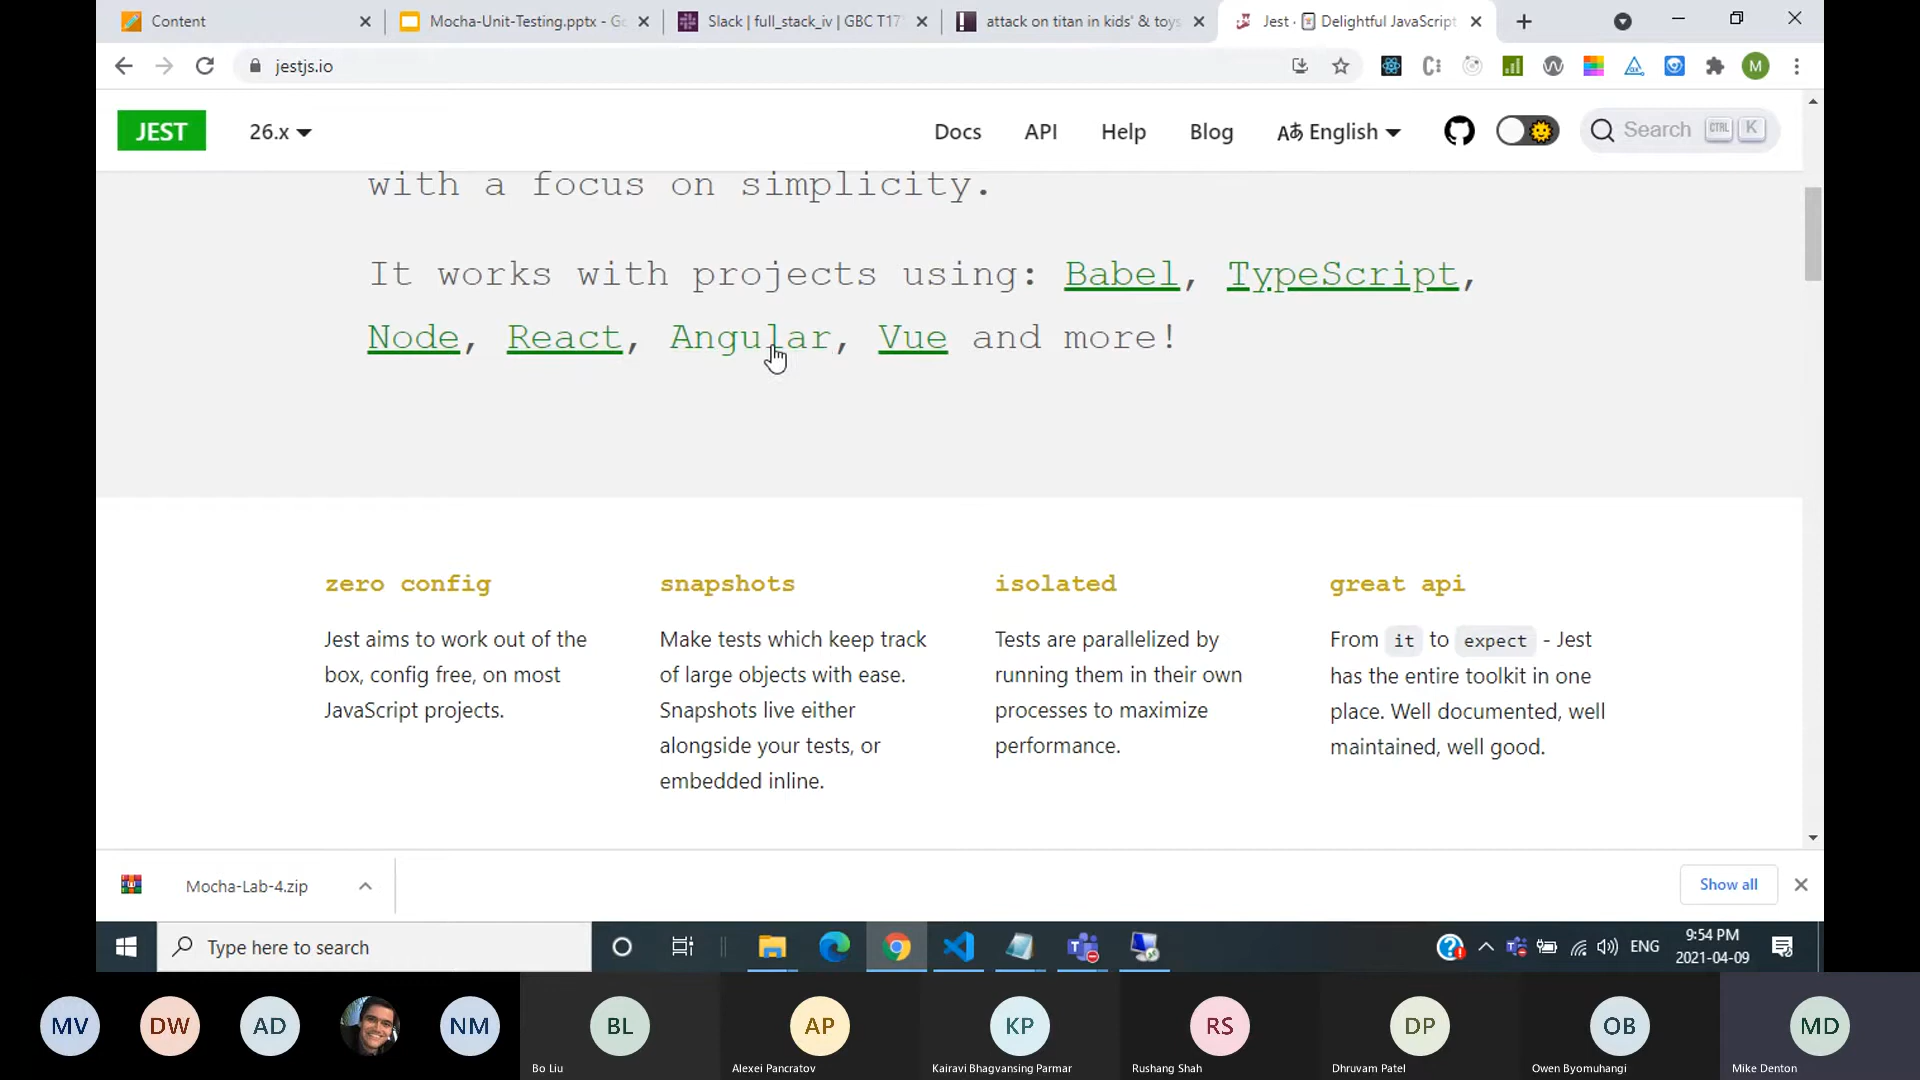 Content
Mocha-Unit-Testing.pptx - Go
Slack | full_stack_iv | GBC T17
attack on titan in kids' & toys
Jest · Delightful JavaScript
jestjs.io
M
JEST
26.x
Docs
API
Help
Blog
English
Search CTRL K
with a focus on simplicity.
It works with projects using: Babel, TypeScript,
Node, React, Angular, Vue and more!
zero config
Jest aims to work out of the
box, config free, on most
JavaScript projects.
snapshots
Make tests which keep track
of large objects with ease.
Snapshots live either
alongside your tests, or
embedded inline.
isolated
Tests are parallelized by
running them in their own
processes to maximize
performance.
great api
From it to expect - Jest
has the entire toolkit in one
place. Well documented, well
maintained, well good.
Mocha-Lab-4.zip
Show all
Type here to search
ENG
9:54 PM
2021-04-09
MV
DW
AD
NM
BL
AP
KP
RS
DP
OB
MD
Bo Liu
Alexei Pancratov
Kairavi Bhagvansing Parmar
Rushang Shah
Dhruvam Patel
Owen Byomuhangi
Mike Denton